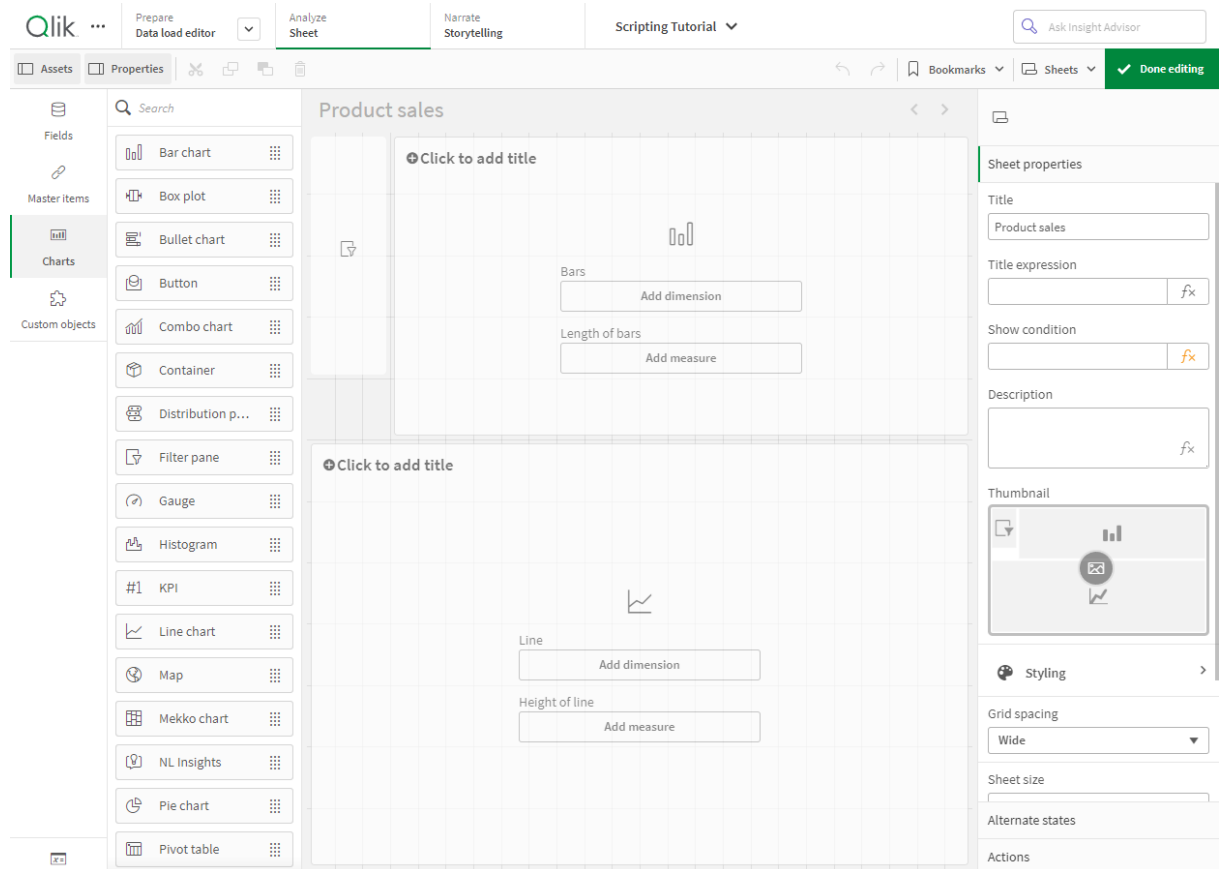 Qlik
Prepare
Data load editor
Analyze
Sheet
Narrate
Storytelling
Scripting Tutorial
Ask Insight Advisor
Assets
Properties
Bookmarks
Sheets
Done editing
Fields
Master items
Charts
Custom objects
Search
Bar chart
Box plot
Bullet chart
Button
Combo chart
Container
Distribution p...
Filter pane
Gauge
Histogram
#1 KPI
Line chart
Map
Mekko chart
NL Insights
Pie chart
Pivot table
Product sales
Click to add title
Bars
Add dimension
Length of bars
Add measure
Click to add title
Line
Add dimension
Height of line
Add measure
Sheet properties
Title
Product sales
Title expression
fx
Show condition
fx
Description
fx
Thumbnail
Styling
Grid spacing
Wide
Sheet size
Alternate states
Actions